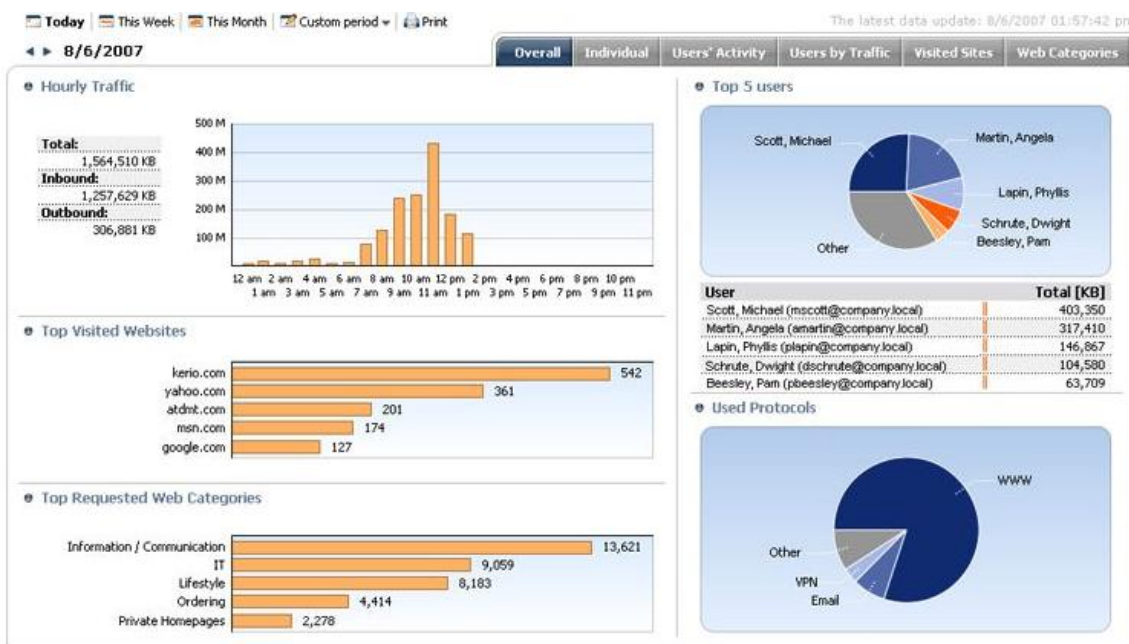 Today This Week This Month Custom period Print
The latest data update: 8/6/2007 01:57:42 pm
8/6/2007
Overall Individual Users' Activity Users by Traffic Visited Sites Web Categories
Hourly Traffic
Total:
1,564,510 KB
Inbound:
1,257,629 KB
Outbound:
306,881 KB
500 M
400 M
300 M
200 M
100 M
12 am 2 am 4 am 6 am 8 am 10 am 12 pm 2 pm 4 pm 6 pm 8 pm 10 pm
1 am 3 am 5 am 7 am 9 am 11 am 1 pm 3 pm 5 pm 7 pm 9 pm 11 pm
Top Visited Websites
kerio.com 542
yahoo.com 361
atdmt.com 201
msn.com 174
google.com 127
Top Requested Web Categories
Information / Communication 13,621
IT 9,059
Lifestyle 8,183
Ordering 4,414
Private Homepages 2,278
Top 5 users
Scott, Michael
Martin, Angela
Lapin, Phyllis
Schrute, Dwight
Beesley, Pam
Other
User Total [KB]
Scott, Michael (mscott@company.local) 403,350
Martin, Angela (amartin@company.local) 317,410
Lapin, Phyllis (plapin@company.local) 146,867
Schrute, Dwight (dschrute@company.local) 104,580
Beesley, Pam (pbeesley@company.local) 63,709
Used Protocols
WWW
Other
VPN
Email